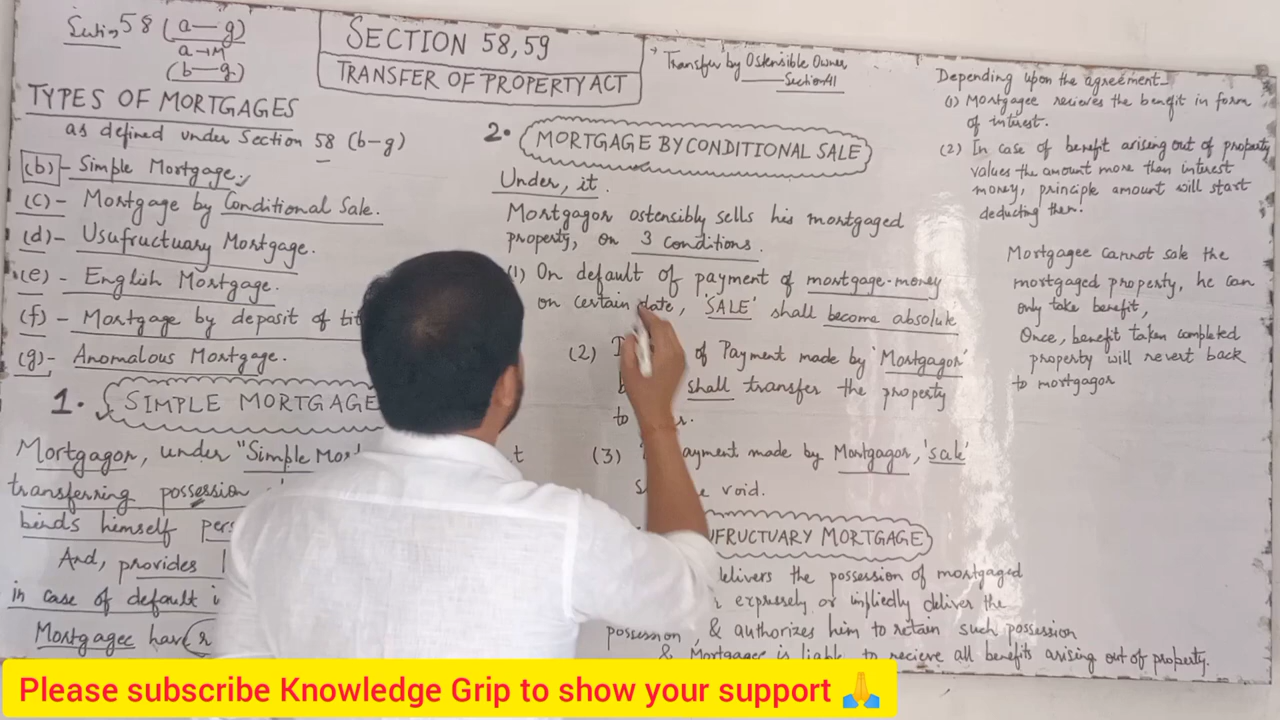 Section 58 (a-g)
a→M
(b-g)
SECTION 58,59
TRANSFER OF PROPERTY ACT
Transfer by Ostensible Owner
Section 41
TYPES OF MORTGAGES
as defined under Section 58 (b-g)
(b)- Simple Mortgage.
(c)- Mortgage by Conditional Sale.
(d)- Usufructuary Mortgage.
(e)- English Mortgage.
(f)- Mortgage by deposit of
(g)- Anomalous Mortgage.
1. SIMPLE MORTGAGE
Mortgagor, under "Simple
transferring possession
binds himself
And, provides
in case of default
Mortgagee have
2. MORTGAGE BY CONDITIONAL SALE
Under, it.
Mortgagor ostensibly sells his mortgaged
property, on 3 conditions.
(1) On default of payment of mortgage-money
on certain date, 'SALE' shall become absolute
(2) of Payment made by 'Mortgagor'
shall transfer the property
to
(3) made by Mortgagor, 'sale'
void.
MORTGAGE
delivers the possession of mortgaged
expressly or impliedly deliver the
possession, & authorizes him to retain such possession
& Mortgagee is liable to recieve all benefits arising out of property.
Depending upon the agreement-
(1) Mortgagee recieves the benefit in form
of interest.
(2) In case of benefit arising out of property
values the amount more than interest
money, principle amount will start
deducting then.
Mortgagee cannot sale the
mortgaged property, he can
only take benefit,
Once, benefit taken completed
property will revert back
to mortgagor
Please subscribe Knowledge Grip to show your support 🙏